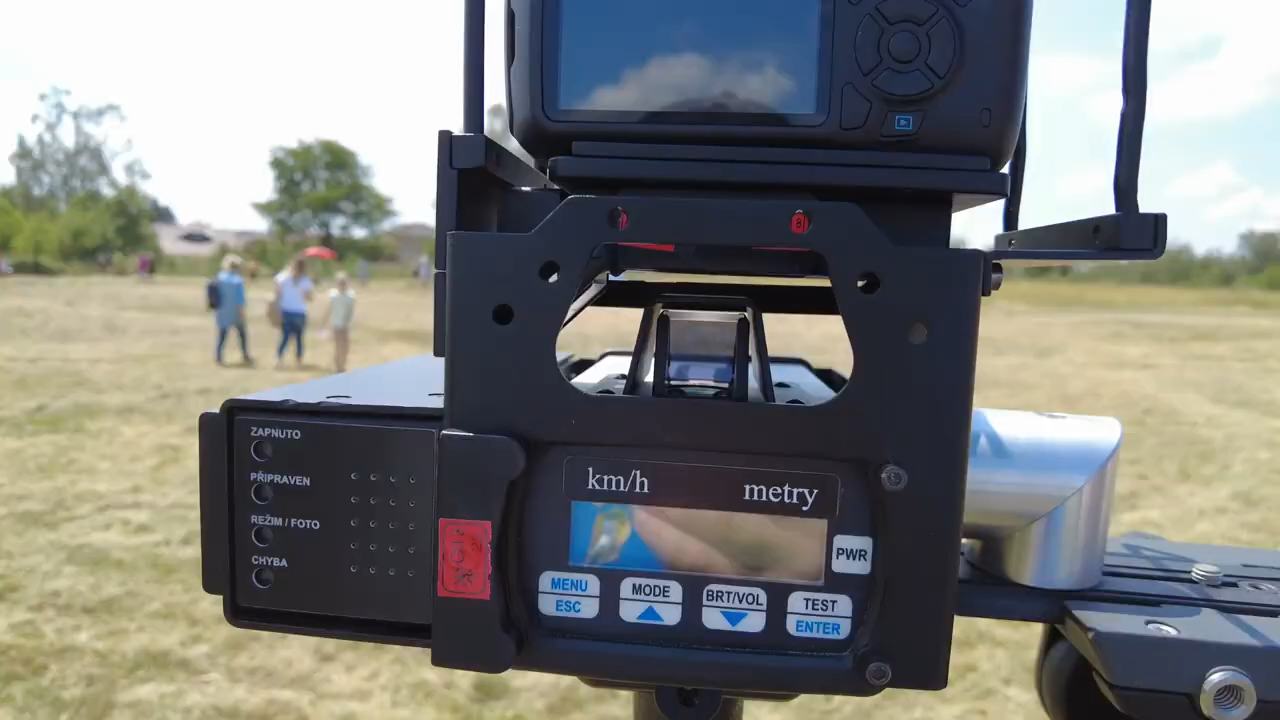 ZAPNUTO
PŘIPRAVEN
REŽIM / FOTO
CHYBA
km/h
metry
PWR
MENU
ESC
MODE
BRT/VOL
TEST
ENTER